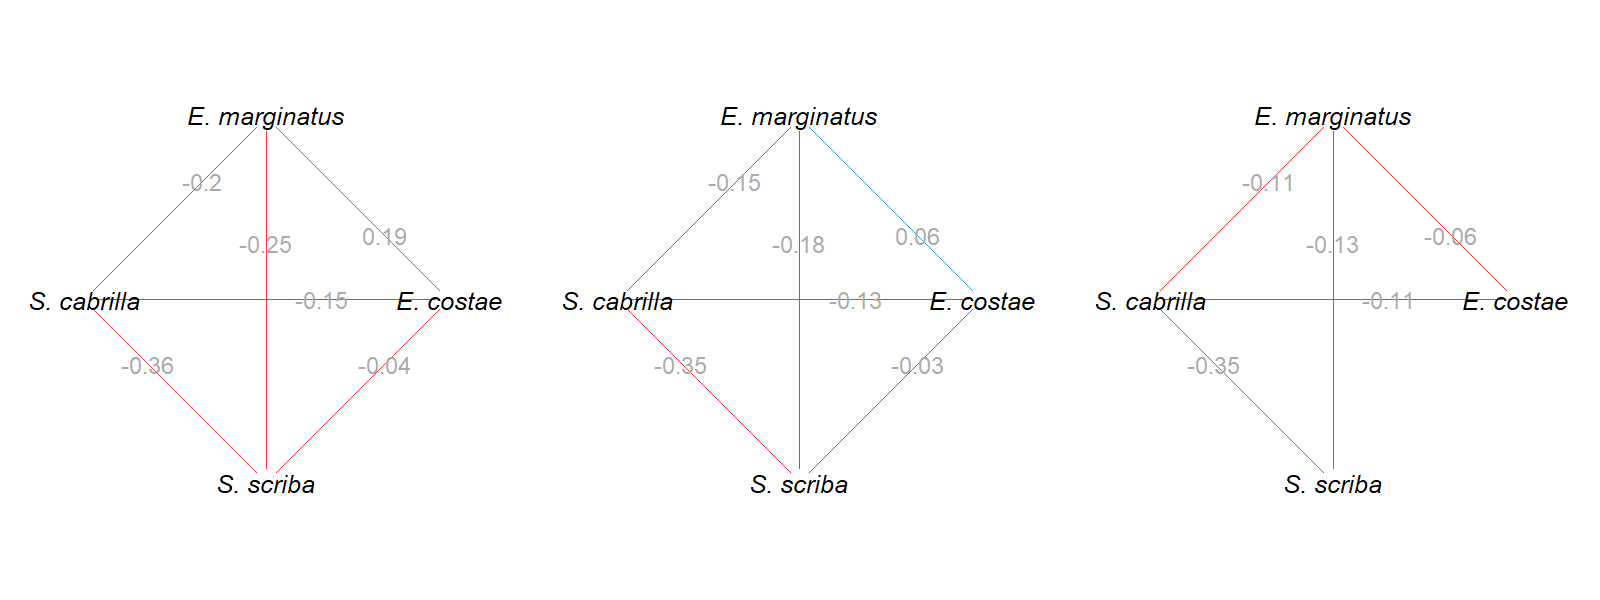 E. marginatus
-0.2
-0.25
0.19
S. cabrilla
-0.15
E. costae
-0.36
-0.04
S. scriba
E. marginatus
-0.15
-0.18
0.06
S. cabrilla
-0.13
E. costae
-0.35
-0.03
S. scriba
E. marginatus
-0.11
-0.13
-0.06
S. cabrilla
-0.11
E. costae
-0.35
S. scriba